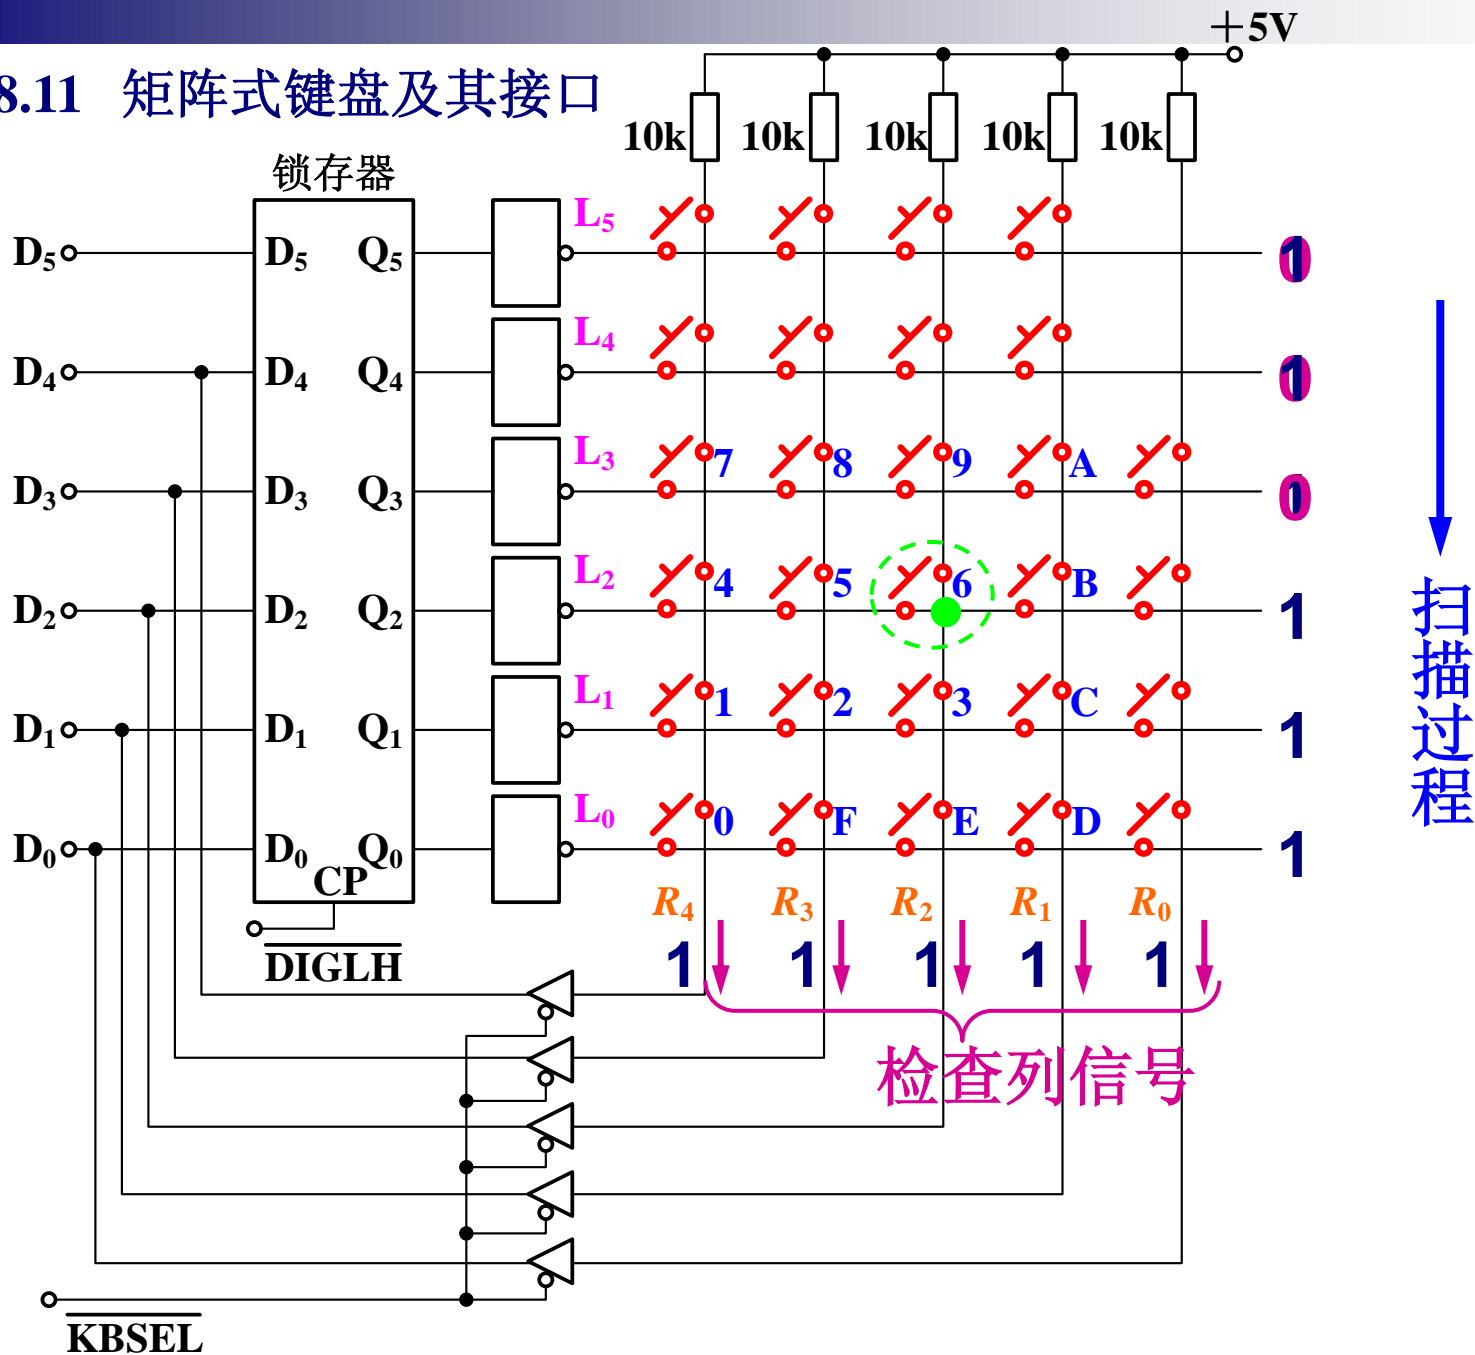 +5V
8.11 矩阵式键盘及其接口
10k 10k 10k 10k 10k
锁存器
L5
D5 D5 Q5
L4
D4 D4 Q4
L3 7 8 9 A
D3 D3 Q3
L2 4 5 6 B
D2 D2 Q2 1
L1 1 2 3 C
D1 D1 Q1 1
L0 0 F E D
D0 D0 Q0 1
CP
R4 R3 R2 R1 R0
DIGLH
1 1 1 1 1
检查列信号
扫描过程
KBSEL